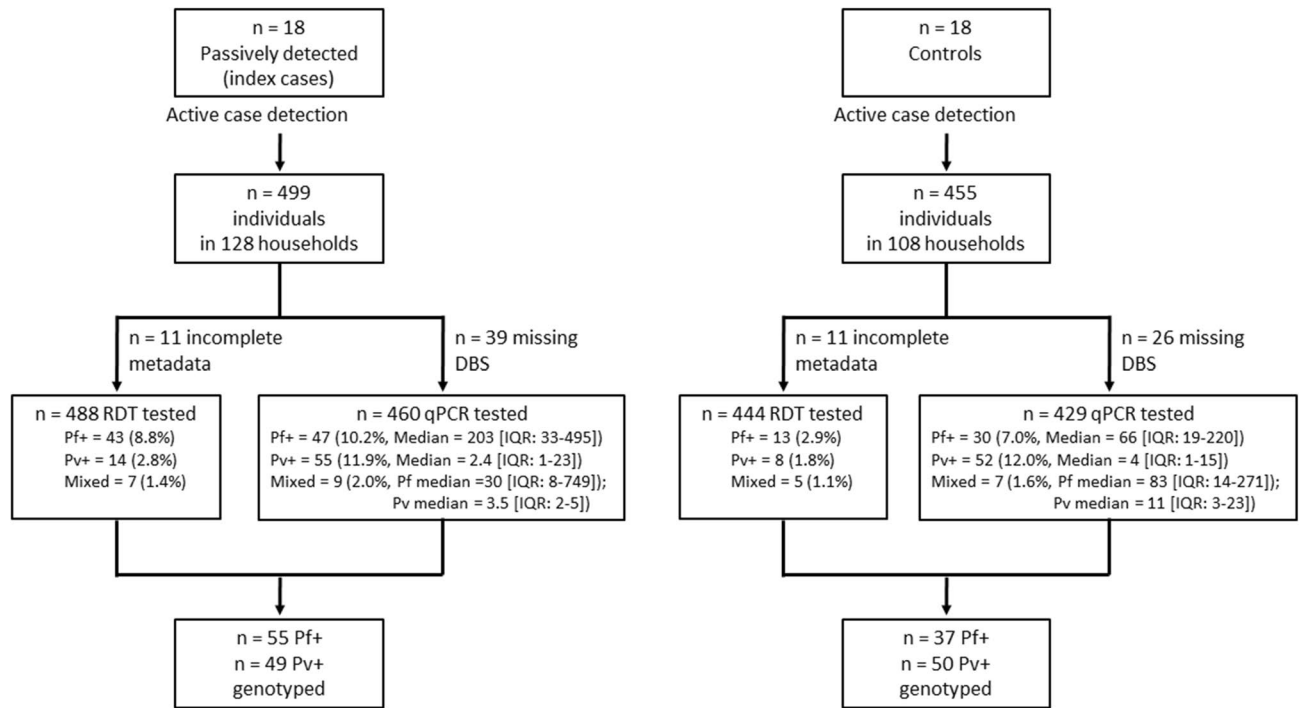 n = 18
Passively detected
(index cases)
Active case detection
n = 499
individuals
in 128 households
n = 11 incomplete
metadata
n = 39 missing
DBS
n = 488 RDT tested
Pf+ = 43 (8.8%)
Pv+ = 14 (2.8%)
Mixed = 7 (1.4%)
n = 460 qPCR tested
Pf+ = 47 (10.2%, Median = 203 [IQR: 33-495])
Pv+ = 55 (11.9%, Median = 2.4 [IQR: 1-23])
Mixed = 9 (2.0%, Pf median =30 [IQR: 8-749]);
Pv median = 3.5 [IQR: 2-5])
n = 55 Pf+
n = 49 Pv+
genotyped
n = 18
Controls
Active case detection
n = 455
individuals
in 108 households
n = 11 incomplete
metadata
n = 26 missing
DBS
n = 444 RDT tested
Pf+ = 13 (2.9%)
Pv+ = 8 (1.8%)
Mixed = 5 (1.1%)
n = 429 qPCR tested
Pf+ = 30 (7.0%, Median = 66 [IQR: 19-220])
Pv+ = 52 (12.0%, Median = 4 [IQR: 1-15])
Mixed = 7 (1.6%, Pf median = 83 [IQR: 14-271]);
Pv median = 11 [IQR: 3-23])
n = 37 Pf+
n = 50 Pv+
genotyped